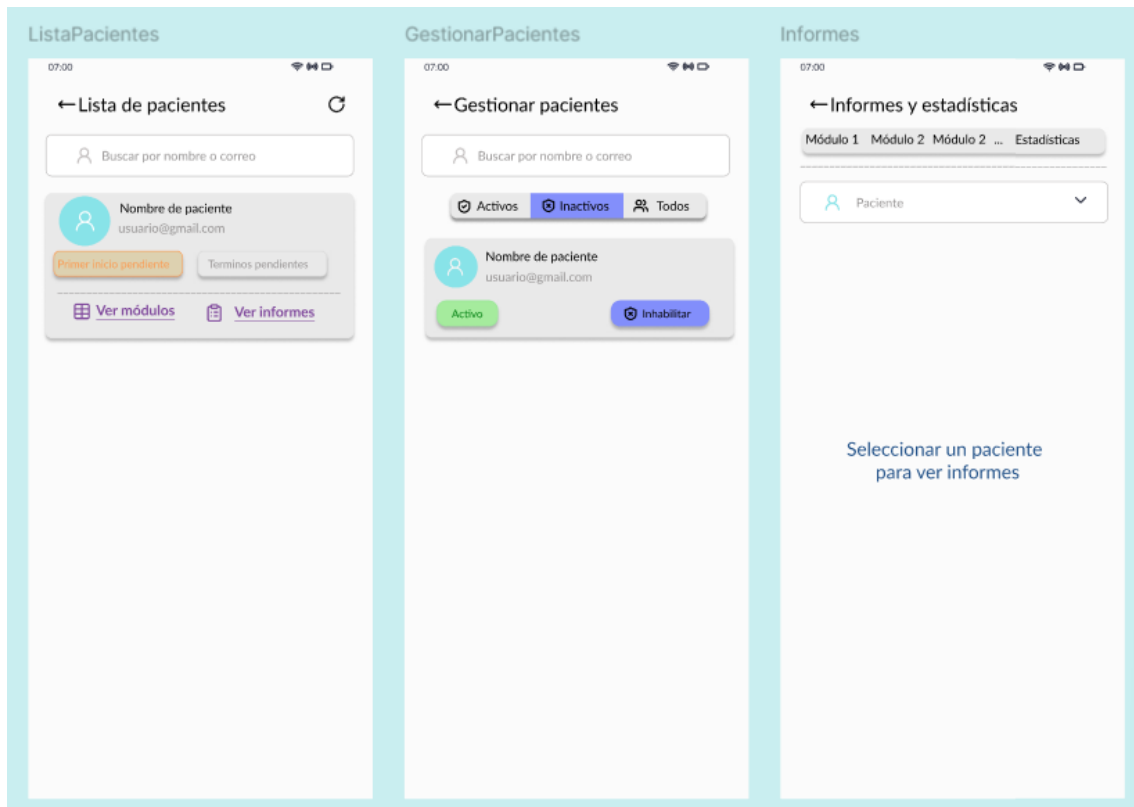 ListaPacientes
07:00
←Lista de pacientes
Buscar por nombre o correo
Nombre de paciente
usuario@gmail.com
Primer inicio pendiente
Terminos pendientes
Ver módulos
Ver informes
GestionarPacientes
07:00
←Gestionar pacientes
Buscar por nombre o correo
Activos
Inactivos
Todos
Nombre de paciente
usuario@gmail.com
Activo
Inhabilitar
Informes
07:00
←Informes y estadísticas
Módulo 1 Módulo 2 Módulo 2 ... Estadísticas
Paciente
Seleccionar un paciente
para ver informes